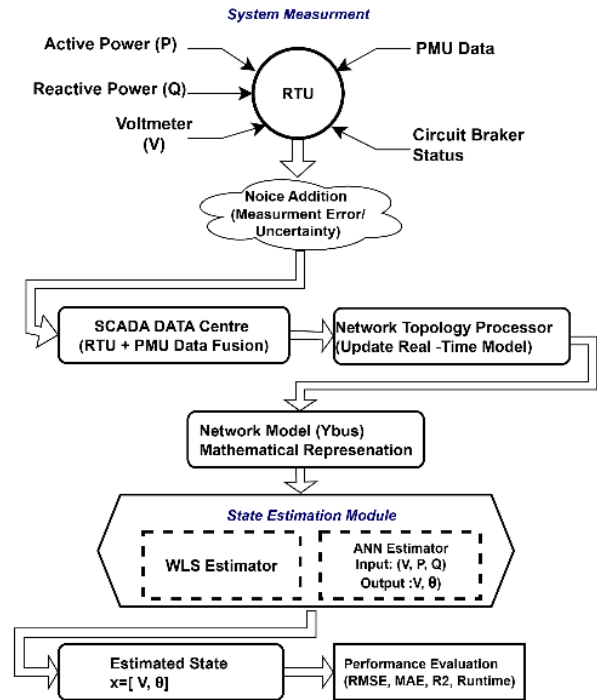 System Measurment
Active Power (P)
PMU Data
Reactive Power (Q)
RTU
Voltmeter
(V)
Circuit Braker
Status
Noice Addition
(Measurment Error/
Uncertainty)
SCADA DATA Centre
(RTU + PMU Data Fusion)
Network Topology Processor
(Update Real -Time Model)
Network Model (Ybus)
Mathematical Represenation
State Estimation Module
WLS Estimator
ANN Estimator
Input: (V, P, Q)
Output :V, θ)
Estimated State
x=[ V, θ]
Performance Evaluation
(RMSE, MAE, R2, Runtime)